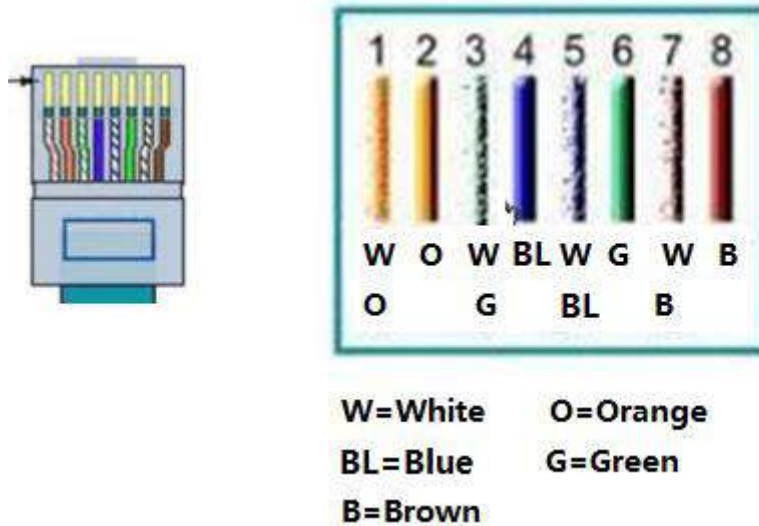 1 2 3 4 5 6 7 8
W O W BL W G W B
O G BL B
W=White O=Orange
BL=Blue G=Green
B=Brown